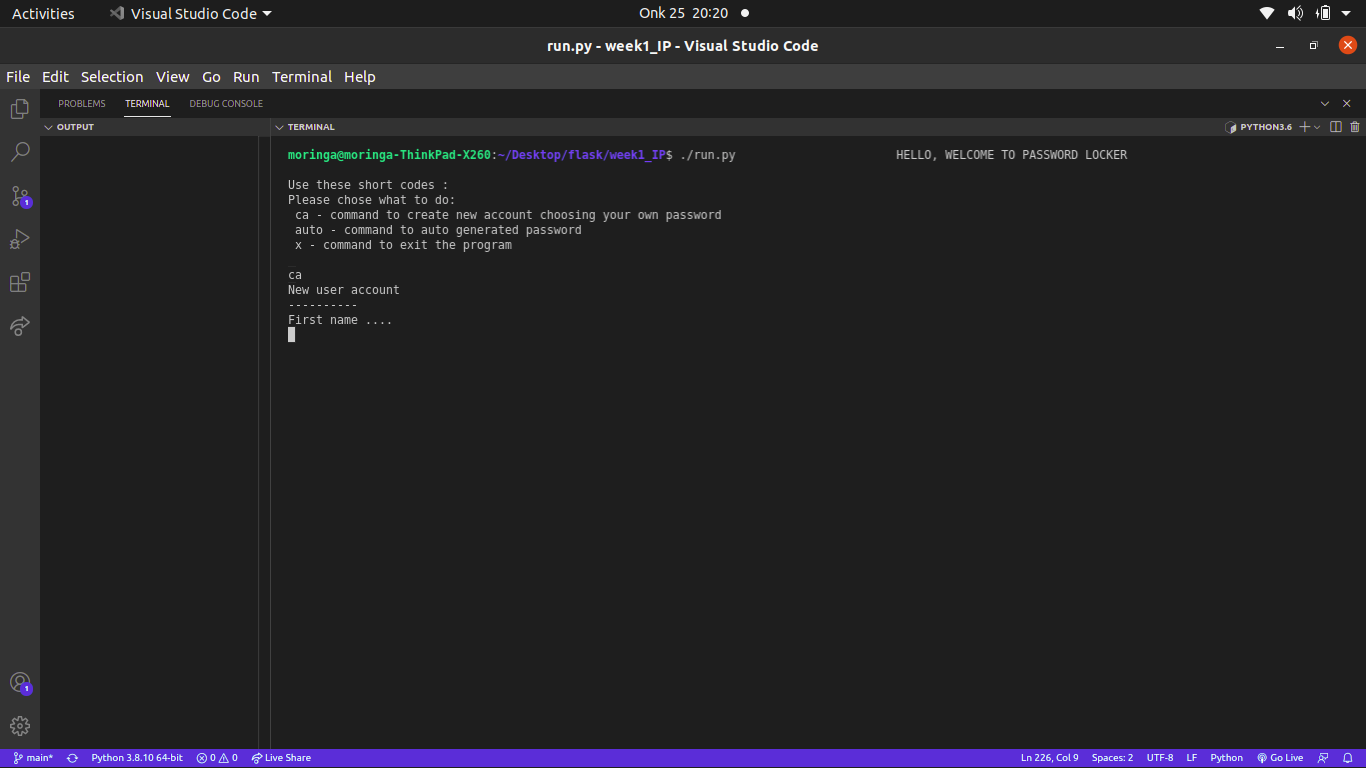 Activities Visual Studio Code Onk 25 20:20
run.py - week1_IP - Visual Studio Code
File Edit Selection View Go Run Terminal Help
PROBLEMS TERMINAL DEBUG CONSOLE
OUTPUT
TERMINAL PYTHON3.6
moringa@moringa-ThinkPad-X260:~/Desktop/flask/week1_IP$ ./run.py HELLO, WELCOME TO PASSWORD LOCKER
Use these short codes :
Please chose what to do:
ca - command to create new account choosing your own password
auto - command to auto generated password
x - command to exit the program
ca
New user account
----------
First name ....
1
1
main* Python 3.8.10 64-bit 0 0 Live Share Ln 226, Col 9 Spaces: 2 UTF-8 LF Python Go Live